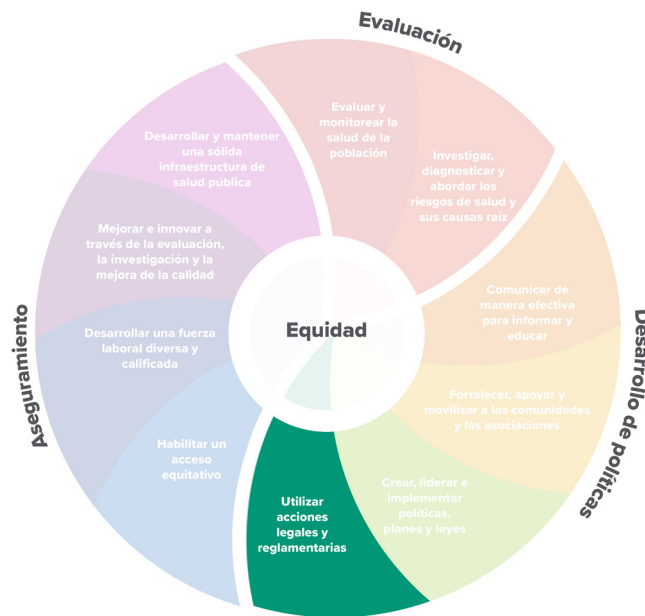 Evaluación
Evaluar y
monitorear la
salud de la
población
Investigar,
diagnosticar y
abordar los
riesgos de salud y
sus causas raíz
Desarrollo de políticas
Comunicar de
manera efectiva
para informar y
educar
Fortalecer, apoyar y
movilizar a las comunidades
y las asociaciones
Crear, liderar e
implementar
políticas,
planes y leyes
Utilizar
acciones
legales y
reglamentarias
Aseguramiento
Habilitar un
acceso
equitativo
Desarrollar una fuerza
laboral diversa y
calificada
Mejorar e innovar a
través de la evaluación,
la investigación y la
mejora de la calidad
Desarrollar y mantener
una sólida
infraestructura de
salud pública
Equidad